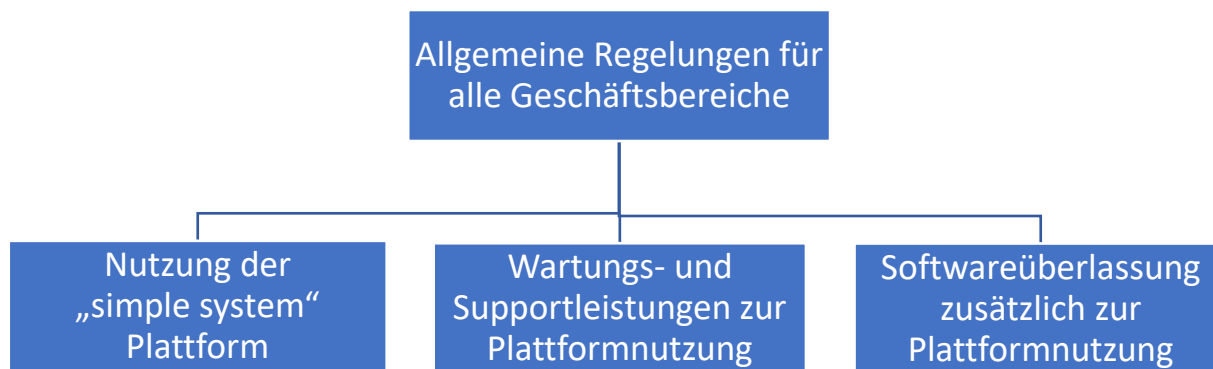 Allgemeine Regelungen für
alle Geschäftsbereiche
Nutzung der
„simple system“
Plattform
Wartungs- und
Supportleistungen zur
Plattformnutzung
Softwareüberlassung
zusätzlich zur
Plattformnutzung